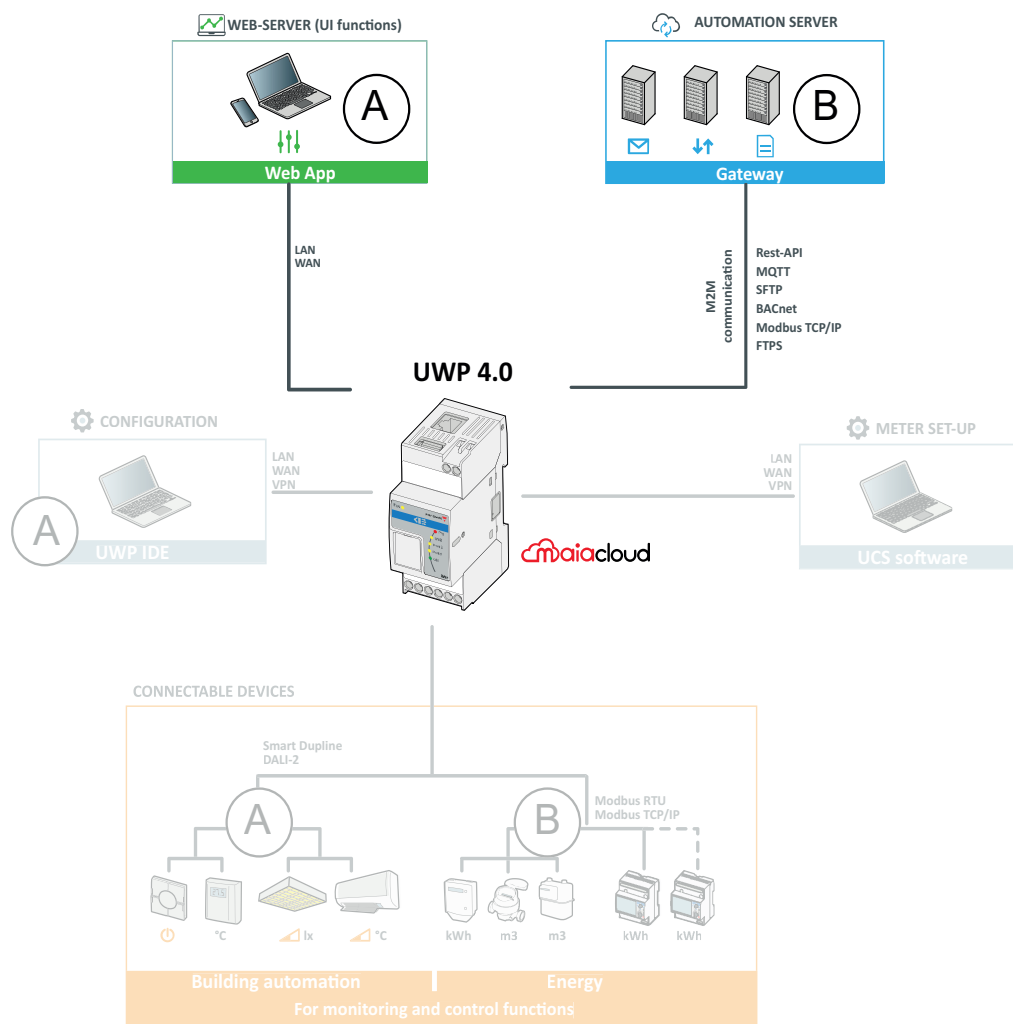 WEB-SERVER (UI functions)
AUTOMATION SERVER
A
B
Web App
Gateway
LAN
WAN
M2M
communication
Rest-API
MQTT
SFTP
BACnet
Modbus TCP/IP
FTPS
UWP 4.0
CONFIGURATION
METER SET-UP
LAN
WAN
VPN
LAN
WAN
VPN
A
UWP IDE
UCS software
maiacloud
CONNECTABLE DEVICES
Smart Dupline
DALI-2
Modbus RTU
Modbus TCP/IP
A
B
°C
lx
°C
kWh
m3
m3
kWh
kWh
Building automation
Energy
For monitoring and control functions